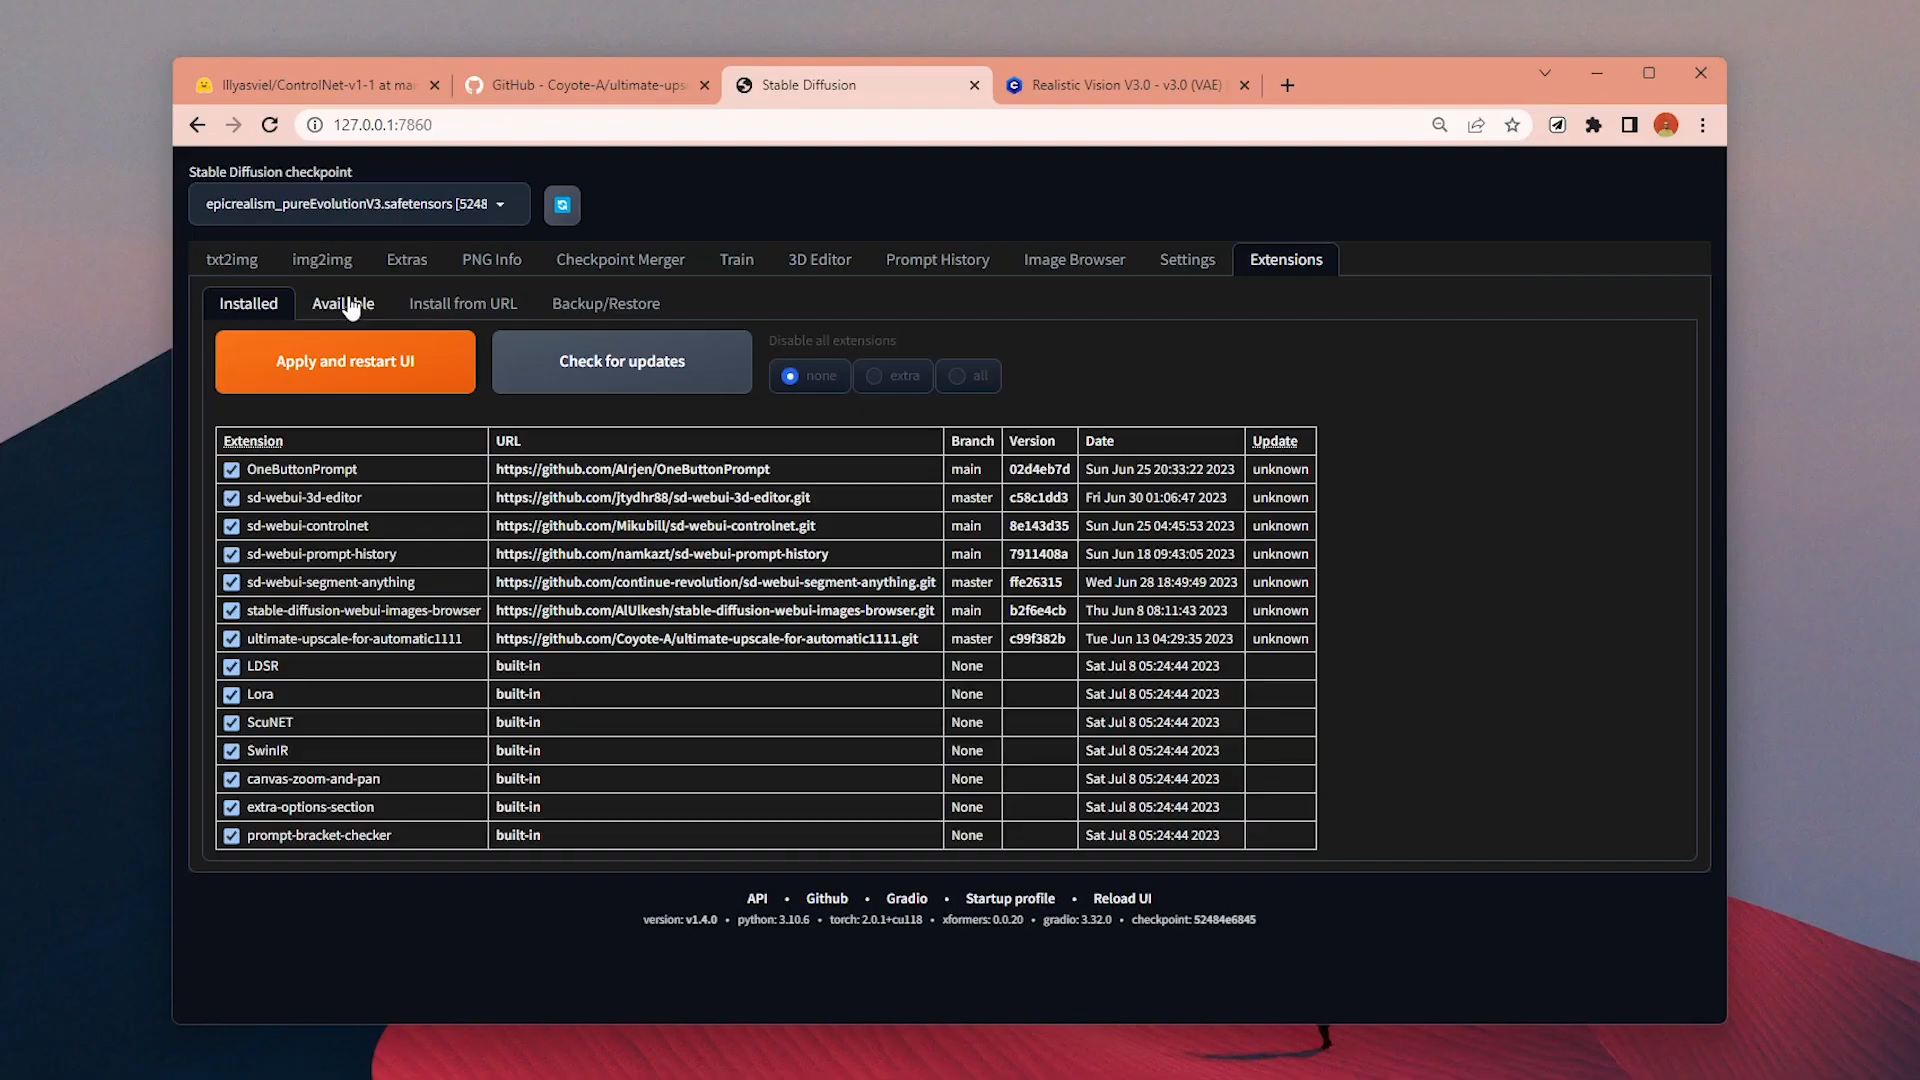 lllyasviel/ControlNet-v1-1 at mai
GitHub - Coyote-A/ultimate-ups
Stable Diffusion
Realistic Vision V3.0 - v3.0 (VAE)
127.0.0.1:7860
Stable Diffusion checkpoint
epicrealism_pureEvolutionV3.safetensors [5248
txt2img img2img Extras PNG Info Checkpoint Merger Train 3D Editor Prompt History Image Browser Settings Extensions
Installed Available Install from URL Backup/Restore
Apply and restart UI
Check for updates
Disable all extensions
none extra all
Extension URL Branch Version Date Update
OneButtonPrompt https://github.com/AIrjen/OneButtonPrompt main 02d4eb7d Sun Jun 25 20:33:22 2023 unknown
sd-webui-3d-editor https://github.com/jtydhr88/sd-webui-3d-editor.git master c58c1dd3 Fri Jun 30 01:06:47 2023 unknown
sd-webui-controlnet https://github.com/Mikubill/sd-webui-controlnet.git main 8e143d35 Sun Jun 25 04:45:53 2023 unknown
sd-webui-prompt-history https://github.com/namkazt/sd-webui-prompt-history main 7911408a Sun Jun 18 09:43:05 2023 unknown
sd-webui-segment-anything https://github.com/continue-revolution/sd-webui-segment-anything.git master ffe26315 Wed Jun 28 18:49:49 2023 unknown
stable-diffusion-webui-images-browser https://github.com/AlUlkesh/stable-diffusion-webui-images-browser.git main b2f6e4cb Thu Jun 8 08:11:43 2023 unknown
ultimate-upscale-for-automatic1111 https://github.com/Coyote-A/ultimate-upscale-for-automatic1111.git master c99f382b Tue Jun 13 04:29:35 2023 unknown
LDSR built-in None Sat Jul 8 05:24:44 2023
Lora built-in None Sat Jul 8 05:24:44 2023
ScuNET built-in None Sat Jul 8 05:24:44 2023
SwinIR built-in None Sat Jul 8 05:24:44 2023
canvas-zoom-and-pan built-in None Sat Jul 8 05:24:44 2023
extra-options-section built-in None Sat Jul 8 05:24:44 2023
prompt-bracket-checker built-in None Sat Jul 8 05:24:44 2023
API • Github • Gradio • Startup profile • Reload UI
version: v1.4.0 • python: 3.10.6 • torch: 2.0.1+cu118 • xformers: 0.0.20 • gradio: 3.32.0 • checkpoint: 52484e6845